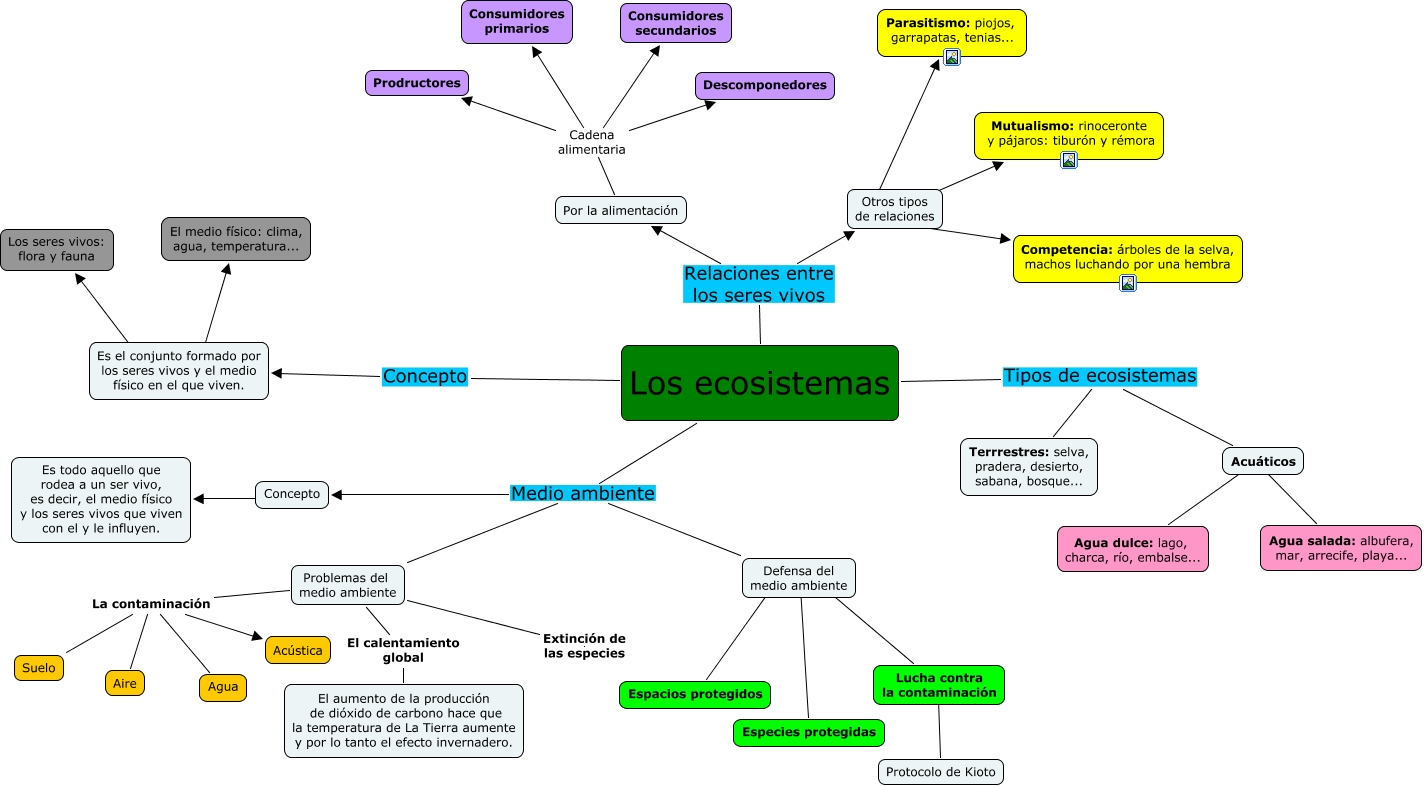 Consumidores
primarios
Consumidores
secundarios
Parasitismo: piojos,
garrapatas, tenias...
Prodructores
Descomponedores
Cadena
alimentaria
Mutualismo: rinoceronte
y pájaros: tiburón y rémora
Por la alimentación
Otros tipos
de relaciones
Los seres vivos:
flora y fauna
El medio físico: clima,
agua, temperatura...
Competencia: árboles de la selva,
machos luchando por una hembra
Relaciones entre
los seres vivos
Es el conjunto formado por
los seres vivos y el medio
físico en el que viven.
Concepto
Los ecosistemas
Tipos de ecosistemas
Terrrestres: selva,
pradera, desierto,
sabana, bosque...
Acuáticos
Es todo aquello que
rodea a un ser vivo,
es decir, el medio físico
y los seres vivos que viven
con el y le influyen.
Concepto
Medio ambiente
Agua dulce: lago,
charca, río, embalse...
Agua salada: albufera,
mar, arrecife, playa...
Problemas del
medio ambiente
Defensa del
medio ambiente
La contaminación
Suelo
Aire
Agua
Acústica
El calentamiento
global
Extinción de
las especies
El aumento de la producción
de dióxido de carbono hace que
la temperatura de La Tierra aumente
y por lo tanto el efecto invernadero.
Espacios protegidos
Especies protegidas
Lucha contra
la contaminación
Protocolo de Kioto